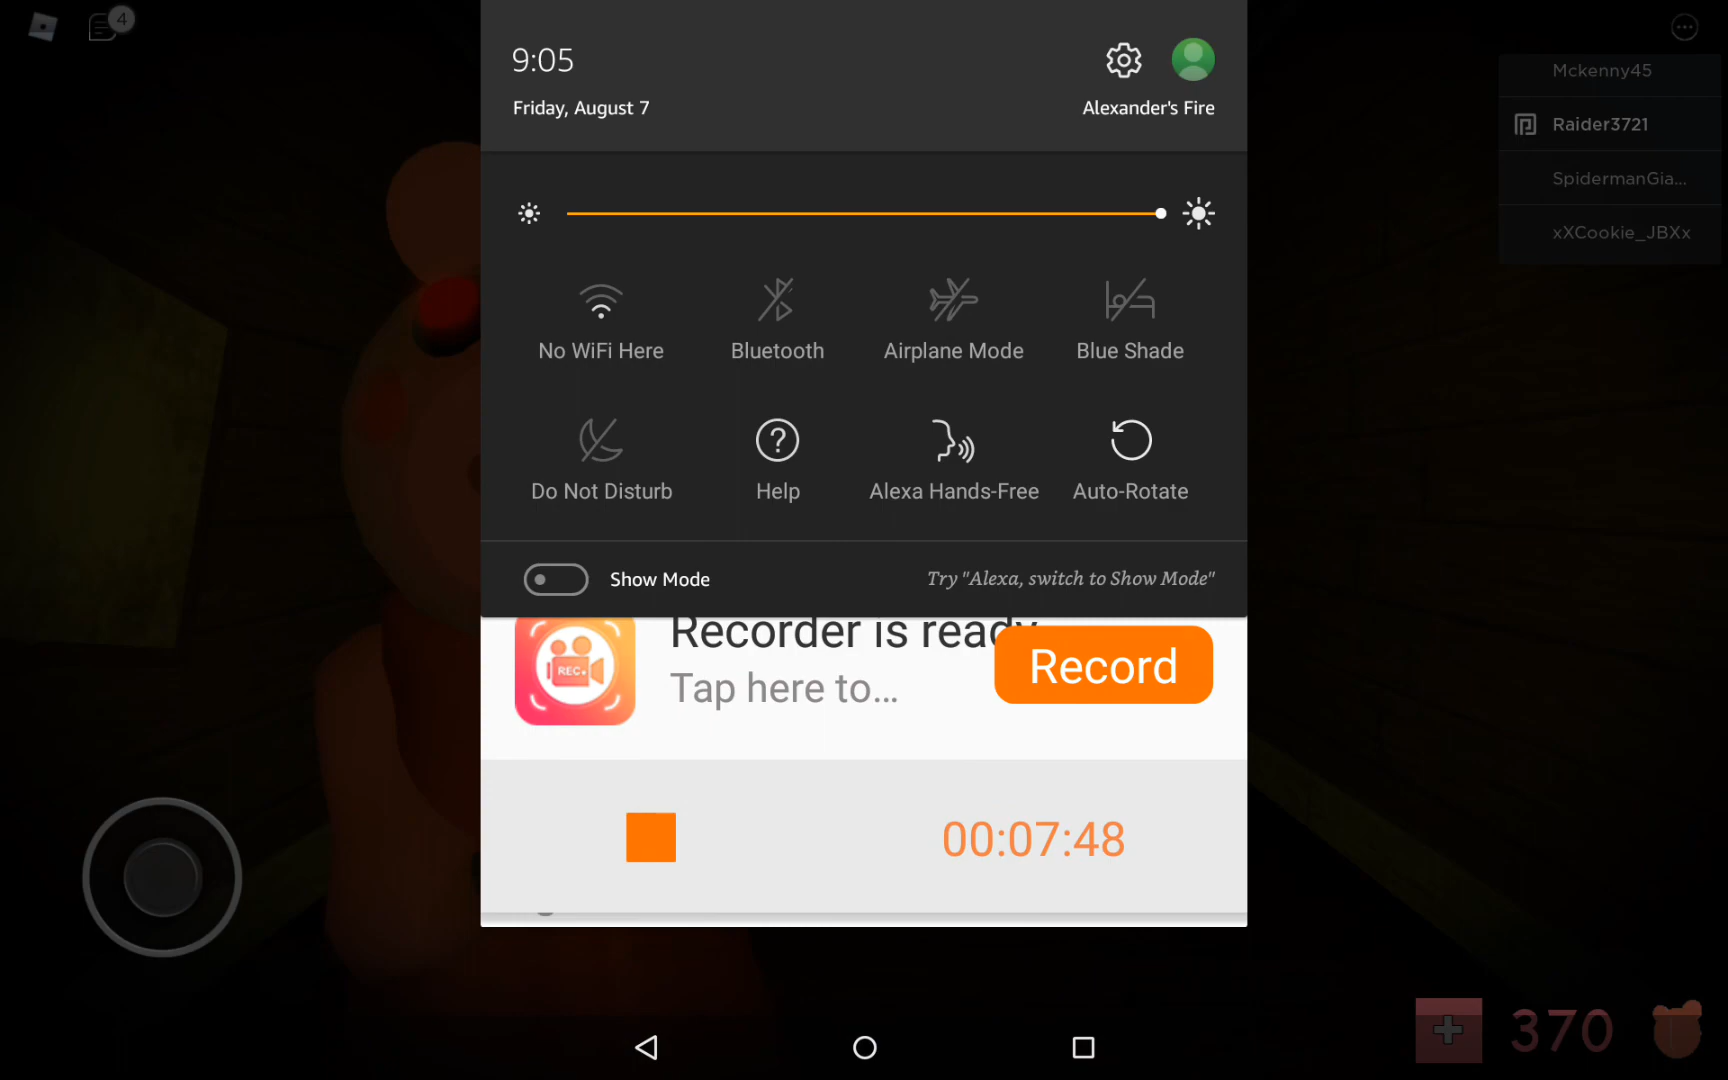 4
9:05
Friday, August 7
Alexander's Fire
Mckenny45
Raider3721
SpidermanGia...
xXCookie_JBXx
No WiFi Here
Bluetooth
Airplane Mode
Blue Shade
Do Not Disturb
Help
Alexa Hands-Free
Auto-Rotate
Show Mode
Try "Alexa, switch to Show Mode"
Recorder is ready
REC
Tap here to...
Record
00:07:48
370